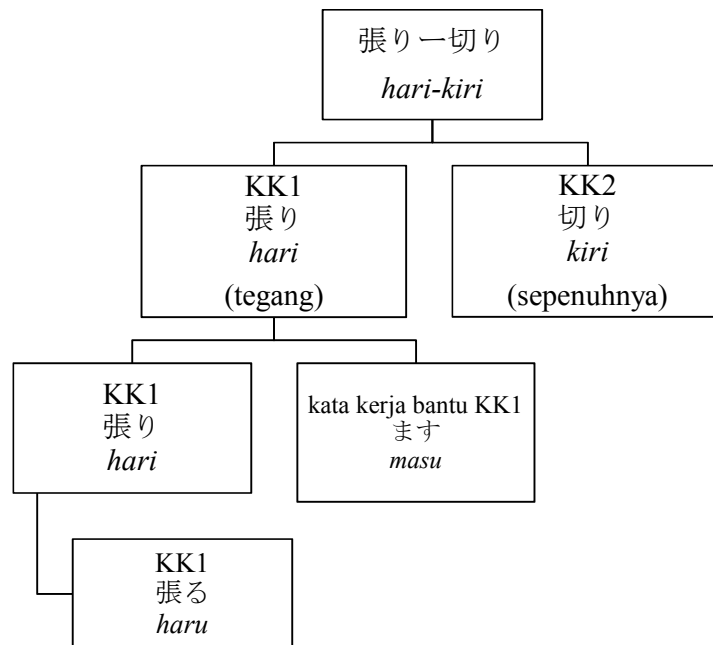 張り一切り
hari-kiri
KK1
張り
hari
(tegang)
KK2
切り
kiri
(sepenuhnya)
KK1
張り
hari
kata kerja bantu KK1
ます
masu
KK1
張る
haru